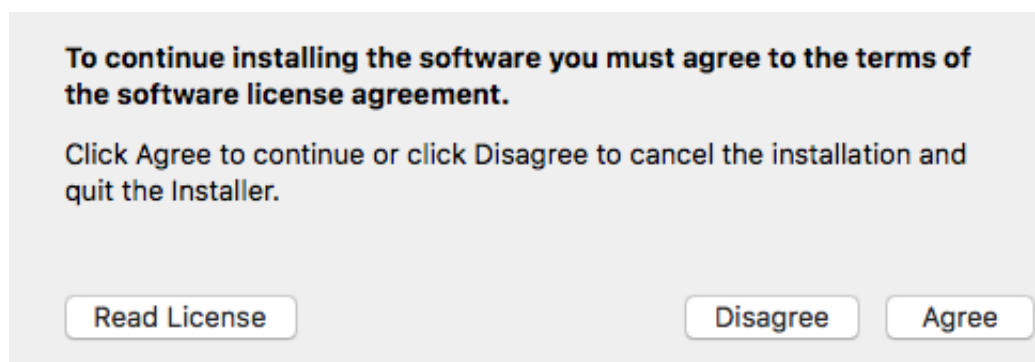 To continue installing the software you must agree to the terms of
the software license agreement.
Click Agree to continue or click Disagree to cancel the installation and
quit the Installer.
Read License
Disagree
Agree